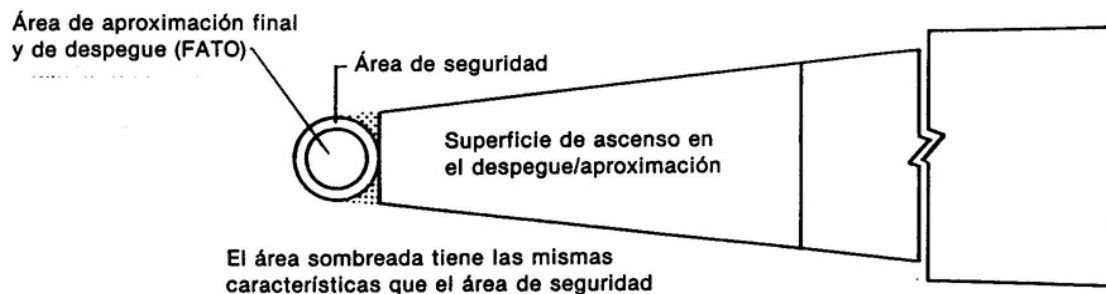 Área de aproximación final
y de despegue (FATO)
Área de seguridad
Superficie de ascenso en
el despegue/aproximación
El área sombreada tiene las mismas
características que el área de seguridad